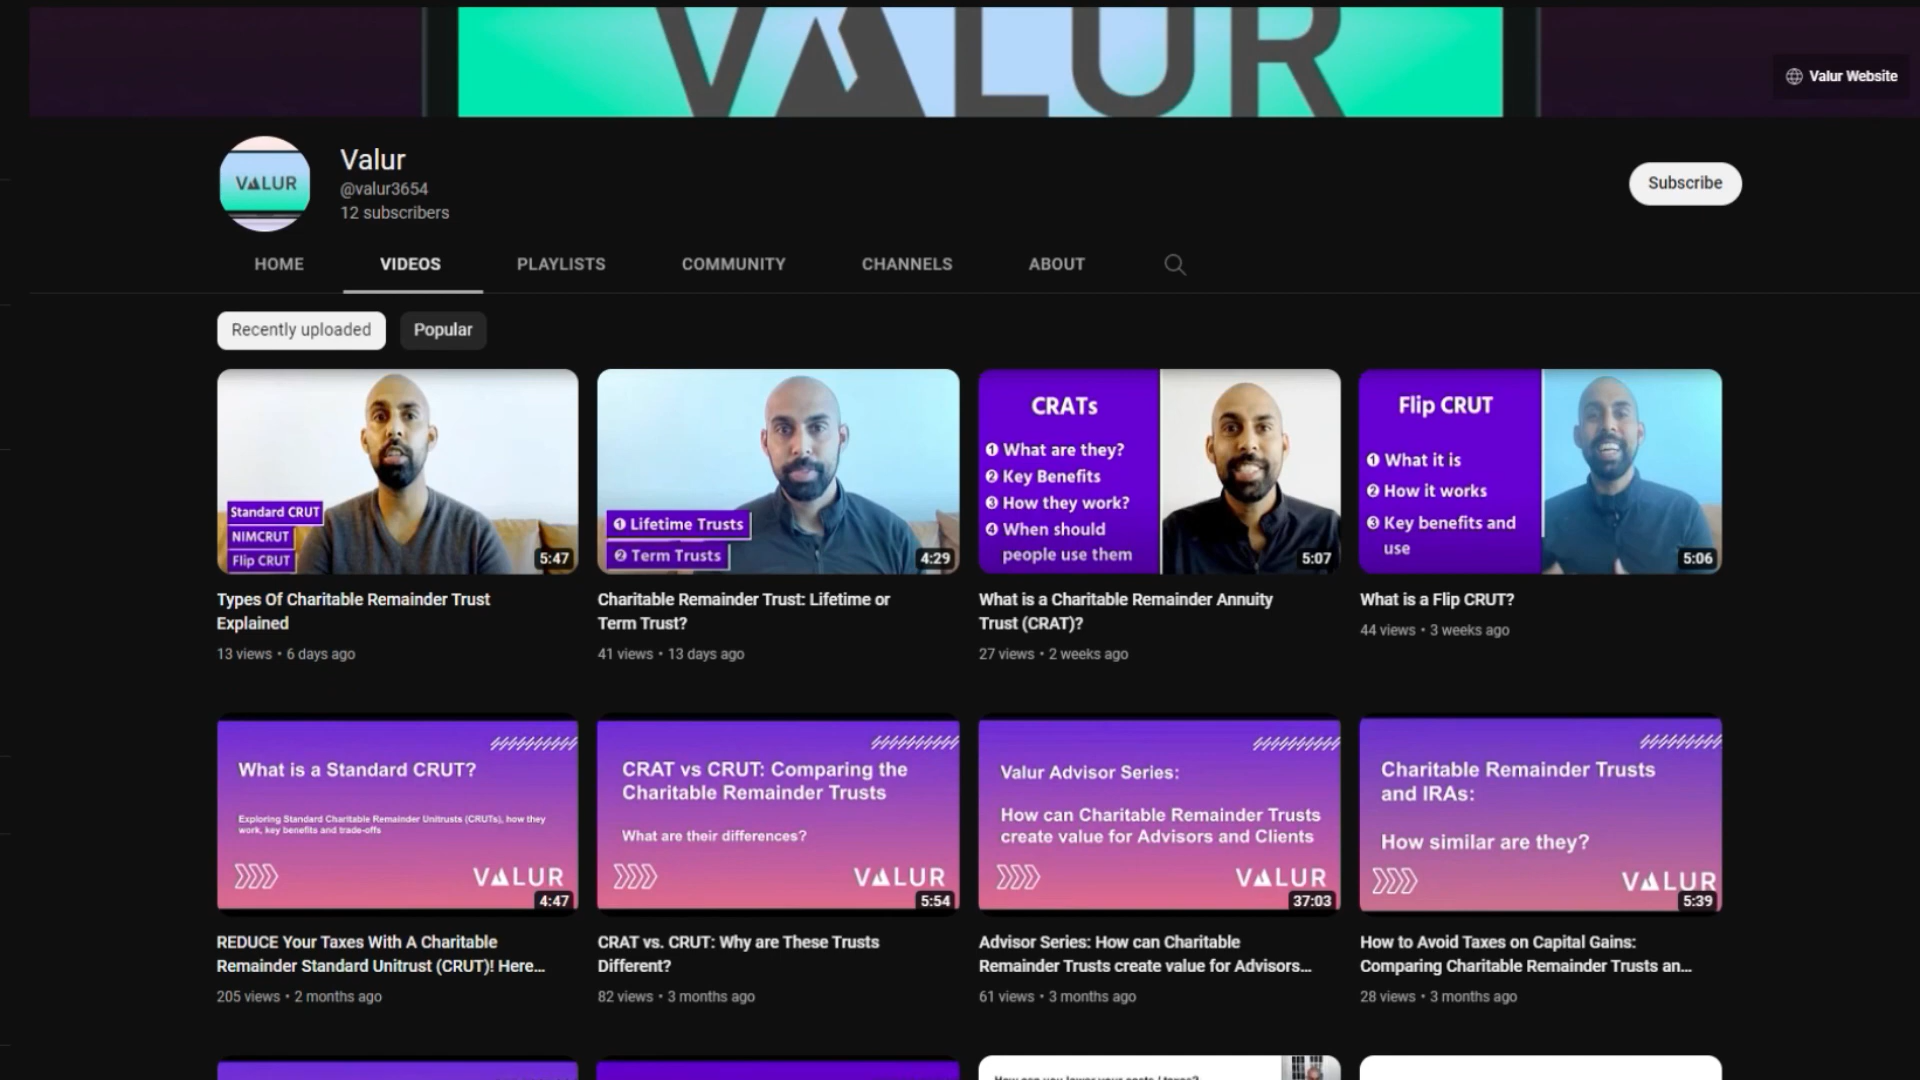 VALUR
Valur Website
VALUR
Valur
@valur3654
12 subscribers
Subscribe
HOME
VIDEOS
PLAYLISTS
COMMUNITY
CHANNELS
ABOUT
Recently uploaded
Popular
Standard CRUT
NIMCRUT
Flip CRUT
5:47
Types Of Charitable Remainder Trust
Explained
13 views • 6 days ago
1 Lifetime Trusts
2 Term Trusts
4:29
Charitable Remainder Trust: Lifetime or
Term Trust?
41 views • 13 days ago
CRATs
1 What are they?
2 Key Benefits
3 How they work?
4 When should
people use them
5:07
What is a Charitable Remainder Annuity
Trust (CRAT)?
27 views • 2 weeks ago
Flip CRUT
1 What it is
2 How it works
3 Key benefits and
use
5:06
What is a Flip CRUT?
44 views • 3 weeks ago
What is a Standard CRUT?
Exploring Standard Charitable Remainder Unitrusts (CRUTs), how they
work, key benefits and trade-offs
VALUR
4:47
REDUCE Your Taxes With A Charitable
Remainder Standard Unitrust (CRUT)! Here...
205 views • 2 months ago
CRAT vs CRUT: Comparing the
Charitable Remainder Trusts
What are their differences?
VALUR
5:54
CRAT vs. CRUT: Why are These Trusts
Different?
82 views • 3 months ago
Valur Advisor Series:
How can Charitable Remainder Trusts
create value for Advisors and Clients
VALUR
37:03
Advisor Series: How can Charitable
Remainder Trusts create value for Advisors...
61 views • 3 months ago
Charitable Remainder Trusts
and IRAs:
How similar are they?
VALUR
5:39
How to Avoid Taxes on Capital Gains:
Comparing Charitable Remainder Trusts an...
28 views • 3 months ago